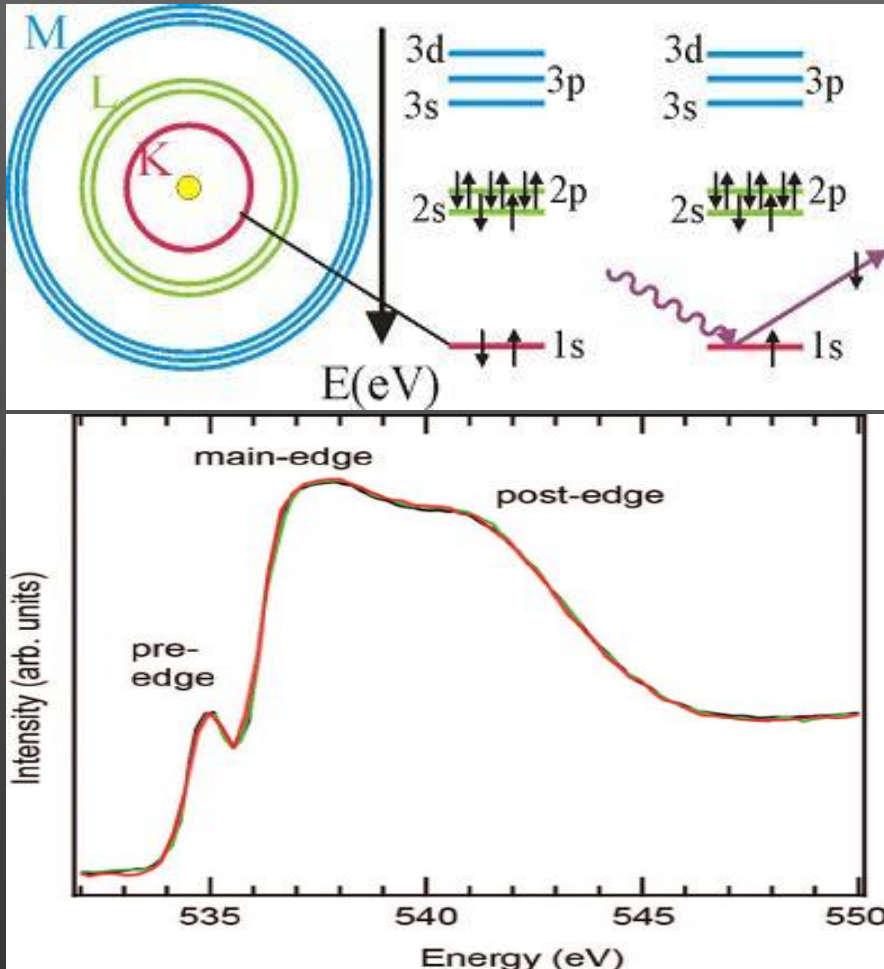 M
L
K
3d
3p
3s
2s
2p
1s
E(eV)
3d
3p
3s
2s
2p
1s
main-edge
post-edge
pre-
edge
Intensity (arb. units)
535
540
545
550
Energy (eV)